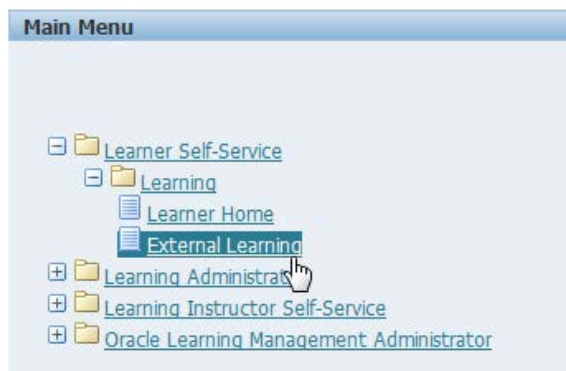 Main Menu
Learner Self-Service
Learning
Learner Home
External Learning
Learning Administrat
Learning Instructor Self-Service
Oracle Learning Management Administrator